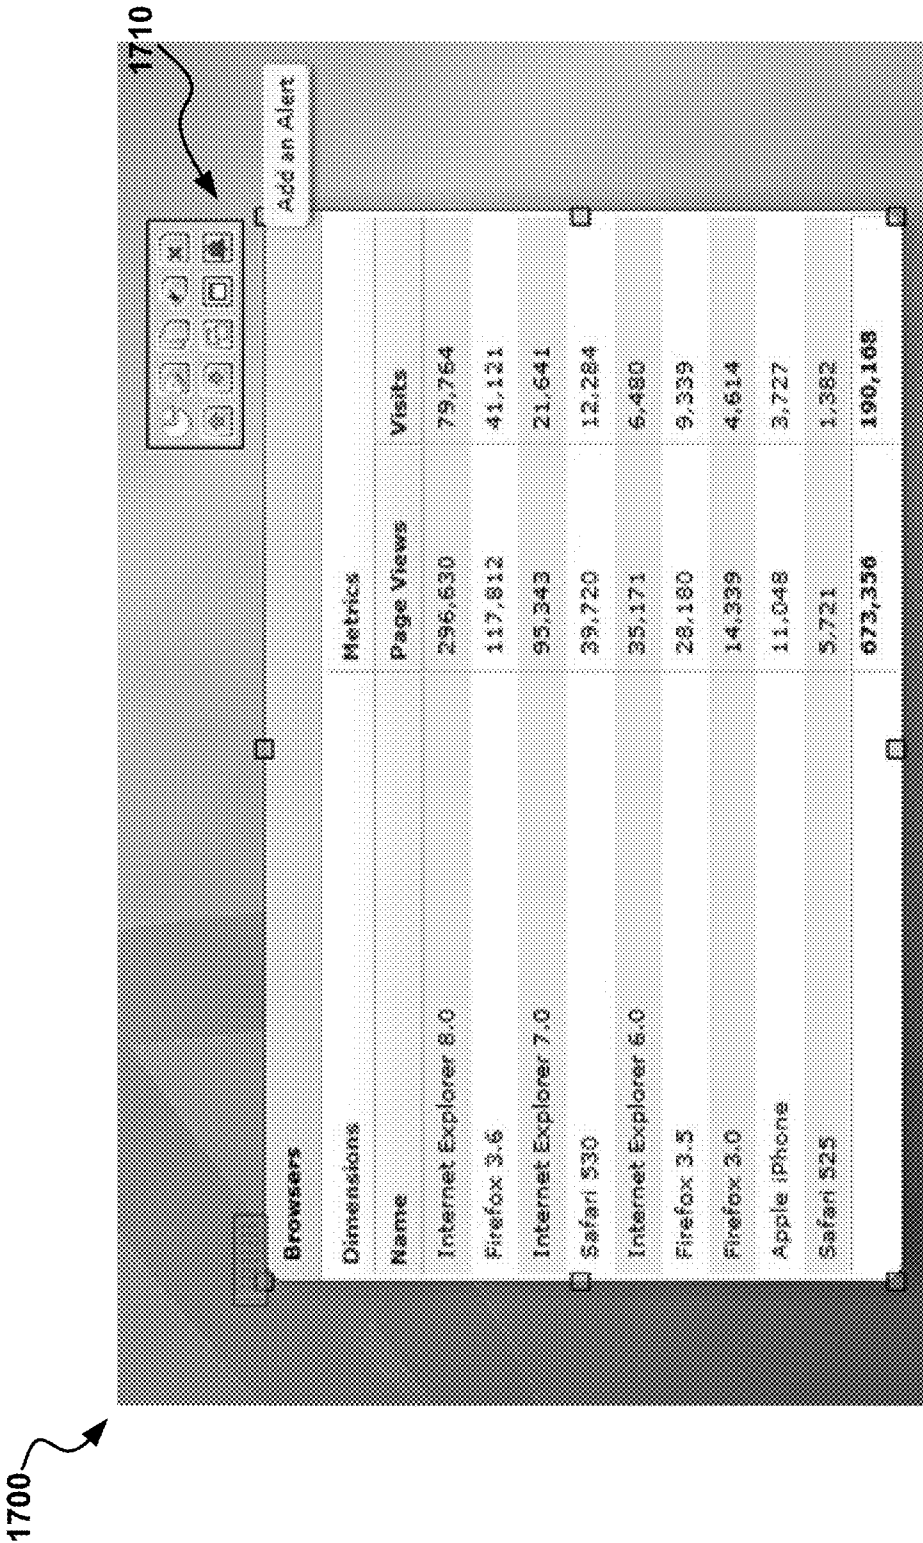 1700
1710
Add an Alert
Browsers
Dimensions Metrics
Name Page Views Visits
Internet Explorer 8.0 296,630 79,764
Firefox 3.6 117,812 41,121
Internet Explorer 7.0 95,343 21,641
Safari 530 39,720 12,284
Internet Explorer 6.0 35,171 6,480
Firefox 3.5 28,180 9,339
Firefox 3.0 14,339 4,614
Apple iPhone 11,048 3,727
Safari 525 5,721 1,382
673,356 190,168